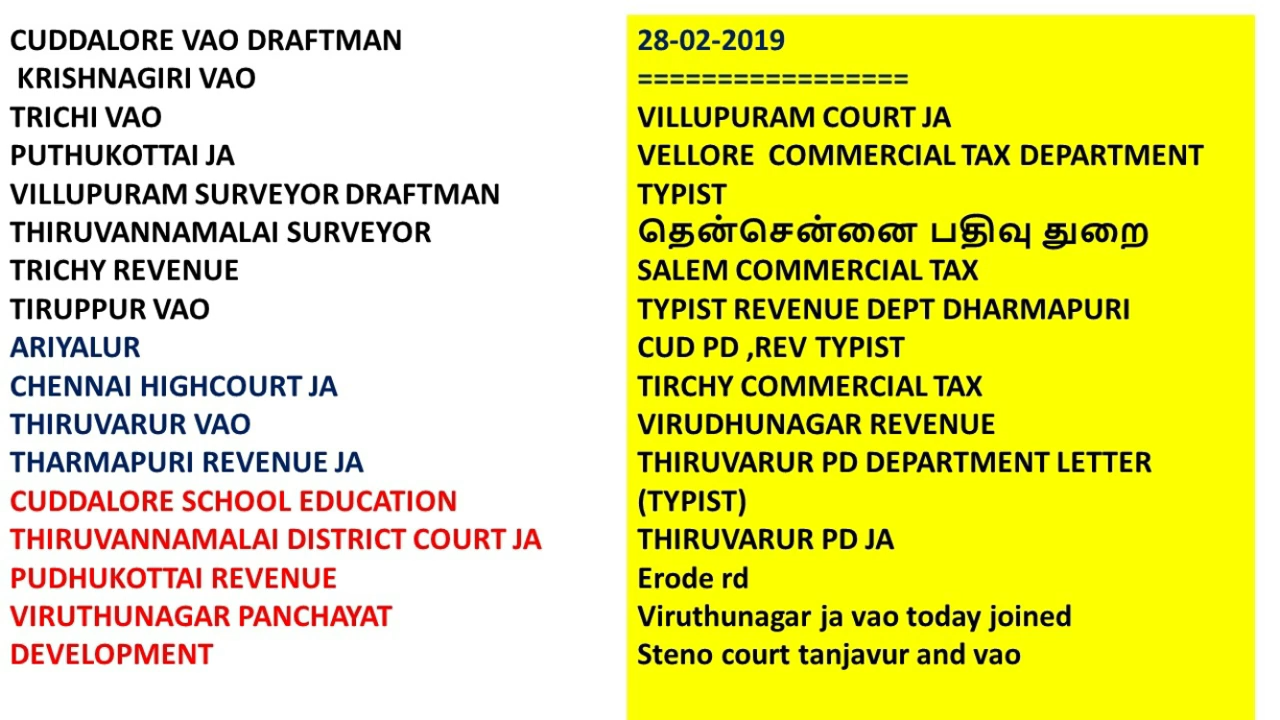 CUDDALORE VAO DRAFTMAN
KRISHNAGIRI VAO
TRICHI VAO
PUTHUKOTTAI JA
VILLUPURAM SURVEYOR DRAFTMAN
THIRUVANNAMALAI SURVEYOR
TRICHY REVENUE
TIRUPPUR VAO
ARIYALUR
CHENNAI HIGHCOURT JA
THIRUVARUR VAO
THARMAPURI REVENUE JA
CUDDALORE SCHOOL EDUCATION
THIRUVANNAMALAI DISTRICT COURT JA
PUDHUKOTTAI REVENUE
VIRUTHUNAGAR PANCHAYAT
DEVELOPMENT
28-02-2019
=================
VILLUPURAM COURT JA
VELLORE  COMMERCIAL TAX DEPARTMENT
TYPIST
தென்சென்னை பதிவு துறை
SALEM COMMERCIAL TAX
TYPIST REVENUE DEPT DHARMAPURI
CUD PD ,REV TYPIST
TIRCHY COMMERCIAL TAX
VIRUDHUNAGAR REVENUE
THIRUVARUR PD DEPARTMENT LETTER
(TYPIST)
THIRUVARUR PD JA
Erode rd
Viruthunagar ja vao today joined
Steno court tanjavur and vao